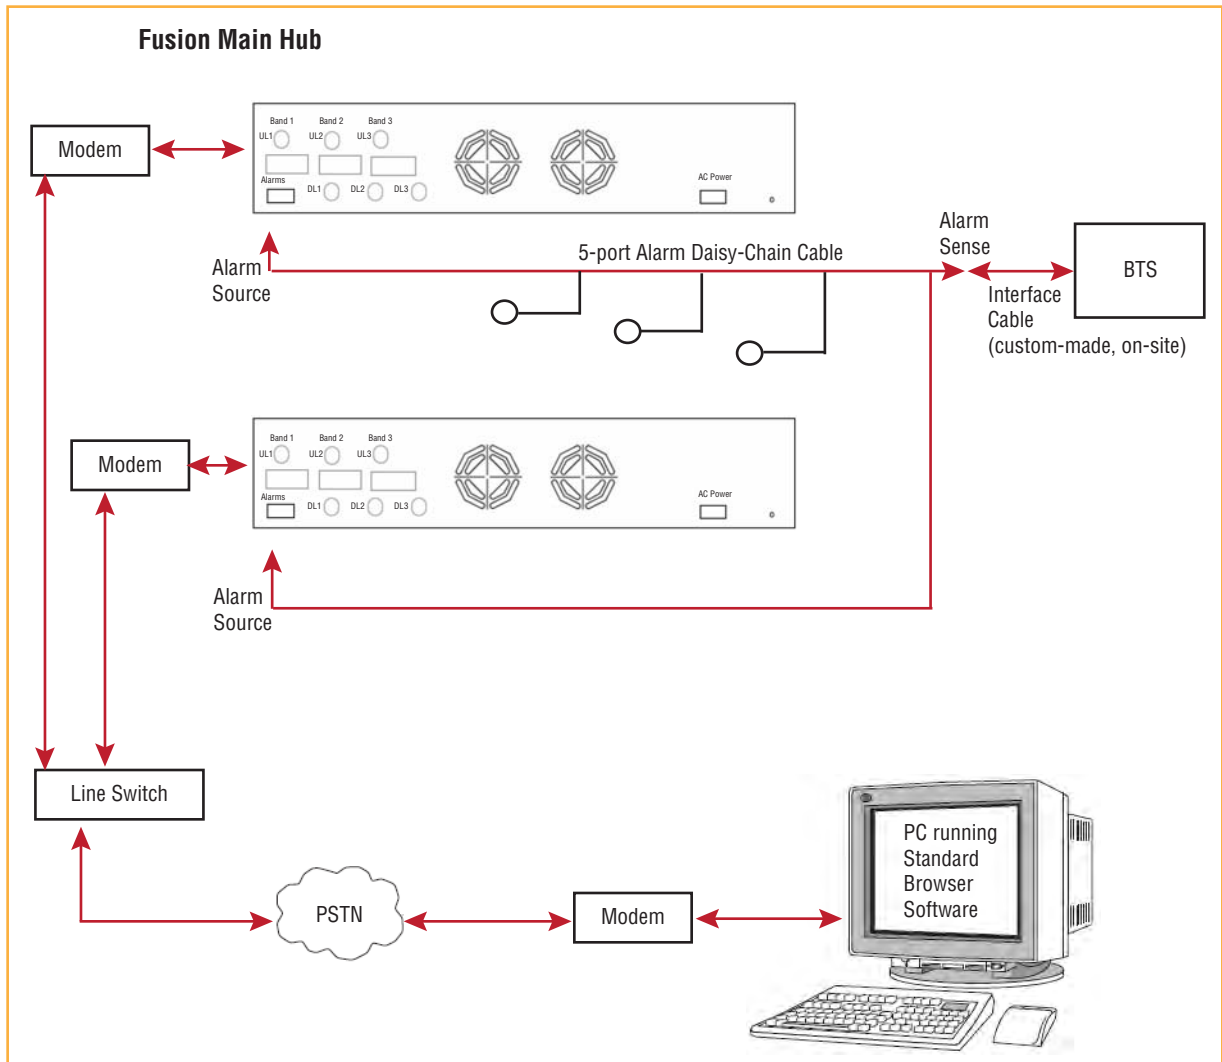 Fusion Main Hub
Modem
Band 1 Band 2 Band 3
UL1 UL2 UL3
Alarms
DL1 DL2 DL3
AC Power
Alarm
Source
5-port Alarm Daisy-Chain Cable
Alarm
Sense
BTS
Interface
Cable
(custom-made, on-site)
Modem
Band 1 Band 2 Band 3
UL1 UL2 UL3
Alarms
DL1 DL2 DL3
AC Power
Alarm
Source
Line Switch
PSTN
Modem
PC running
Standard
Browser
Software